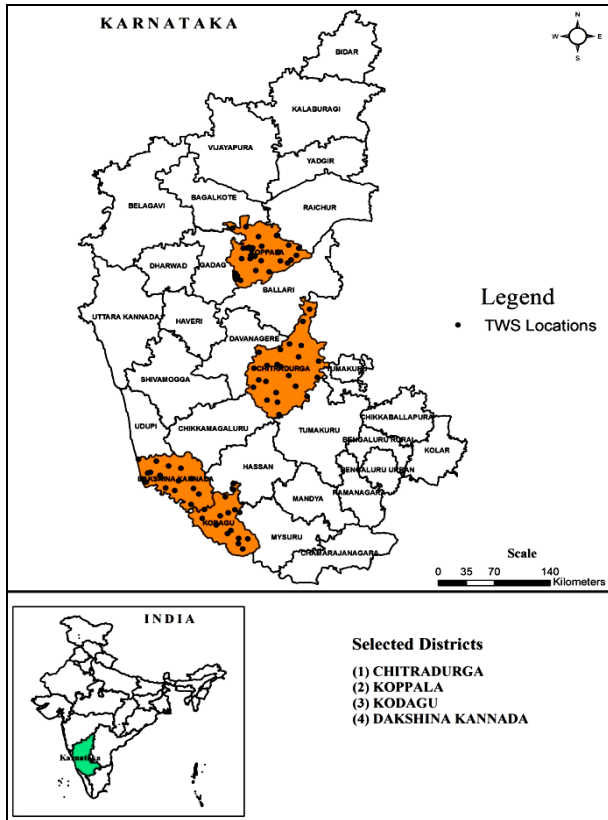 KARNATAKA
N
W E
S
BIDAR
KALABURAGI
VIJAYAPURA
YADGIR
BAGALKOTE
RAICHUR
BELAGAVI
KOPPALA
DHARWAD
GADAG
BALLARI
UTTARA KANNADA
HAVERI
DAVANAGERE
CHITRADURGA
TUMAKURU
SHIVAMOGGA
CHIKKABALLAPURA
UDUPI
CHIKKAMAGALURU
TUMAKURU
BENGALURU RURAL
KOLAR
HASSAN
BENGALURU URBAN
DAKSHINA KANNADA
MANDYA
RAMANAGARA
KODAGU
MYSURU
CHAMARAJANAGARA
Legend
TWS Locations
Scale
0 35 70 140
Kilometers
INDIA
Karnataka
Selected Districts
(1) CHITRADURGA
(2) KOPPALA
(3) KODAGU
(4) DAKSHINA KANNADA